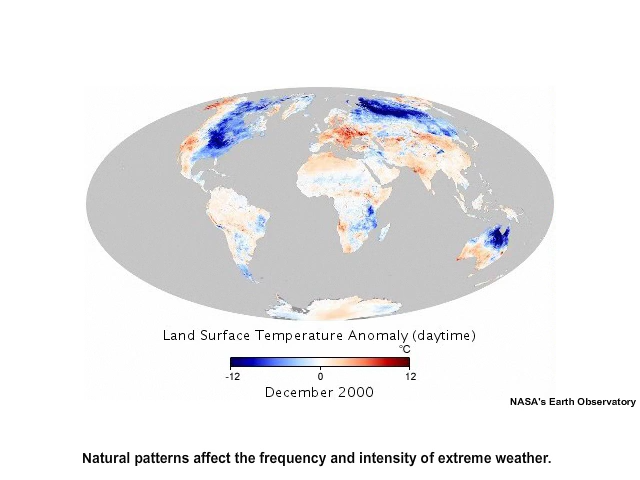 Land Surface Temperature Anomaly (daytime)
°C
-12 0 12
December 2000
NASA's Earth Observatory
Natural patterns affect the frequency and intensity of extreme weather.